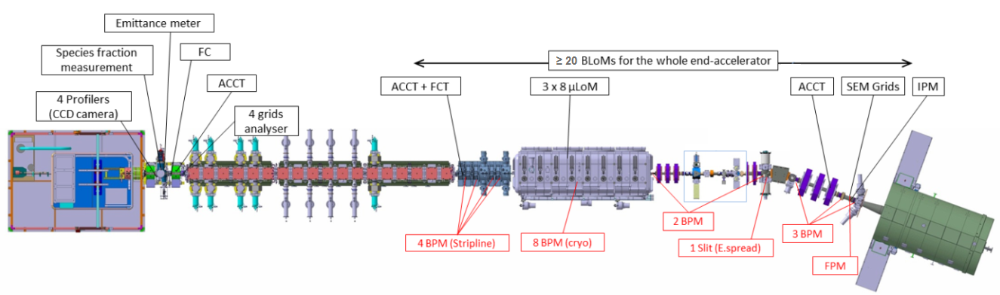 Emittance meter
Species fraction
measurement
FC
≥ 20 BLoMs for the whole end-accelerator
ACCT
ACCT + FCT
3 x 8 µLoM
ACCT
SEM Grids
IPM
4 Profilers
(CCD camera)
4 grids
analyser
2 BPM
4 BPM (Stripline)
8 BPM (cryo)
1 Slit (E.spread)
3 BPM
FPM